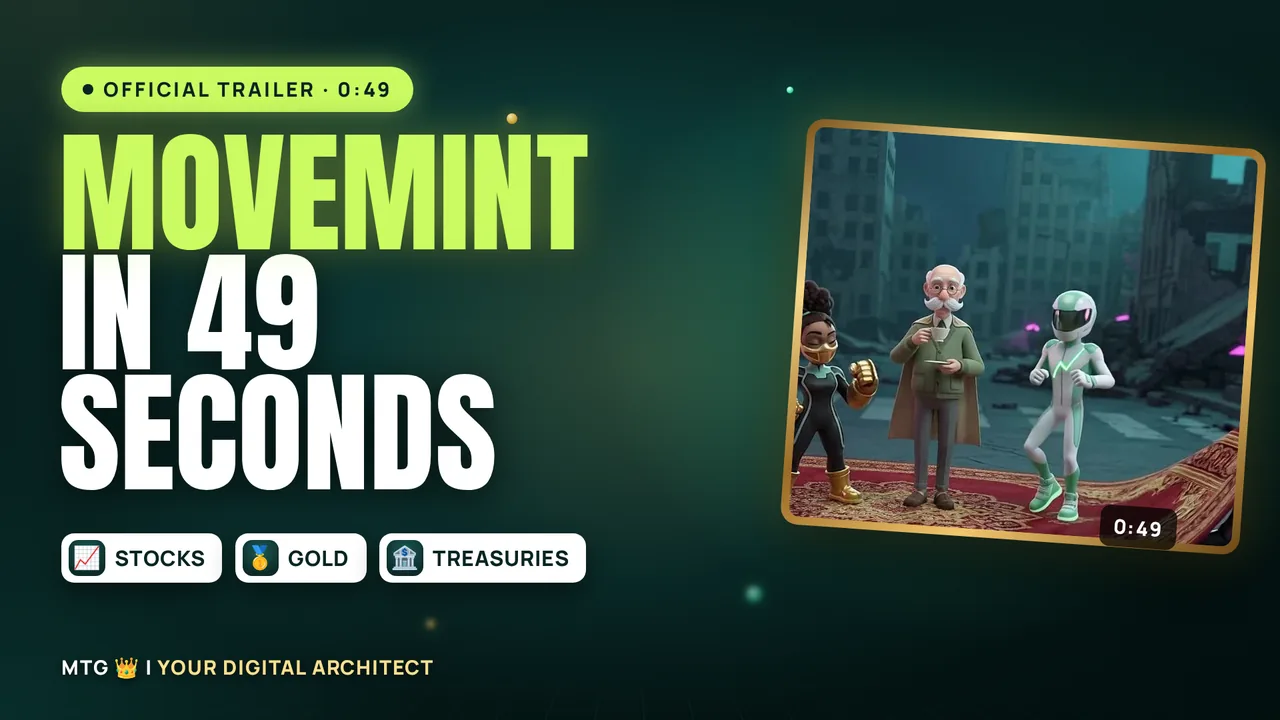 OFFICIAL TRAILER · 0:49
MOVEMINT
IN 49
SECONDS
STOCKS
GOLD
TREASURIES
0:49
MTG 👑 | YOUR DIGITAL ARCHITECT